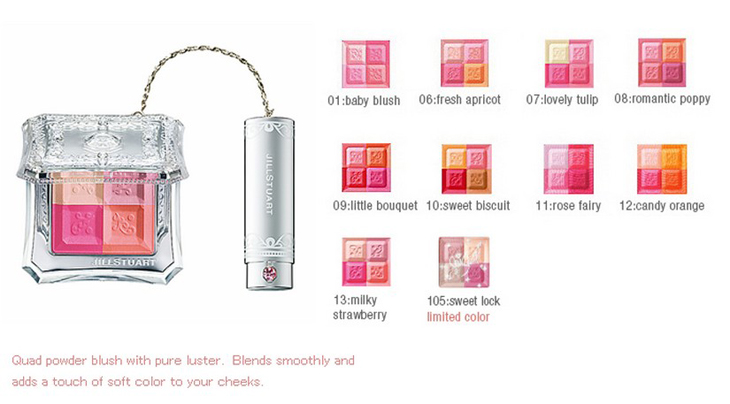 JILLSTUART
JILLSTUART
01:baby blush
06:fresh apricot
07:lovely tulip
08:romantic poppy
09:little bouquet
10:sweet biscuit
11:rose fairy
12:candy orange
13:milky
strawberry
105:sweet lock
limited color
Quad powder blush with pure luster. Blends smoothly and
adds a touch of soft color to your cheeks.